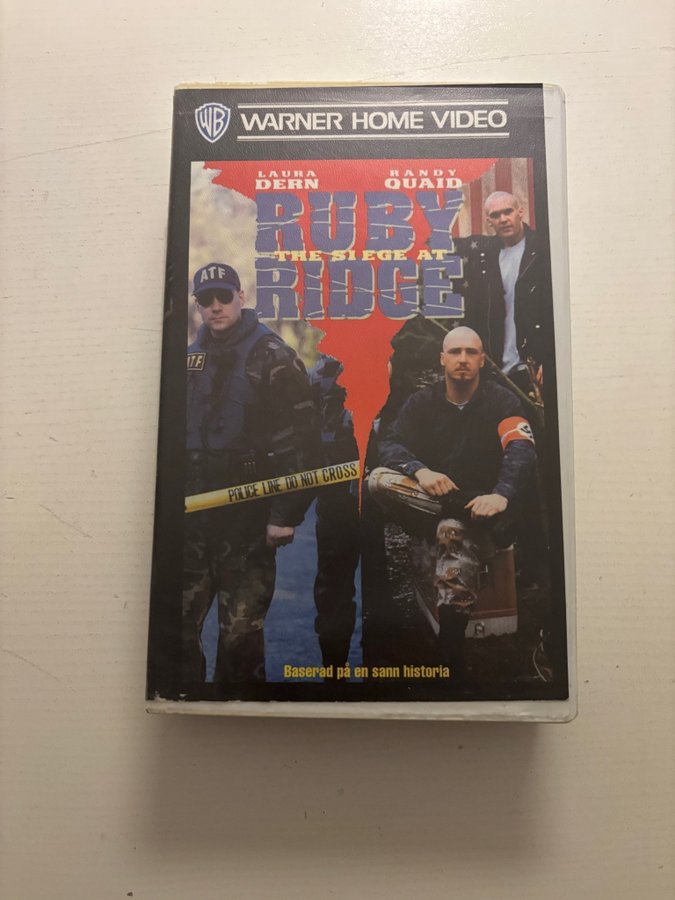 WB WARNER HOME VIDEO
LAURA DERN
RANDY QUAID
RUBY
THE SIEGE AT
RIDGE
ATF
ATF
POLICE LINE DO NOT CROSS
Baserad på en sann historia